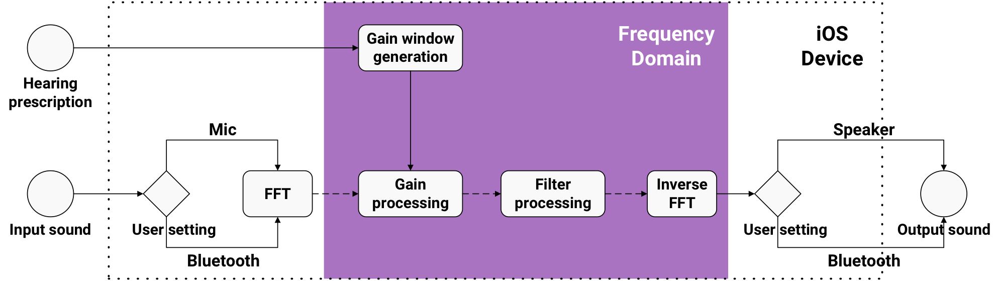 Hearing
prescription
Gain window
generation
Frequency
Domain
iOS
Device
Mic
Speaker
Input sound
User setting
FFT
Gain
processing
Filter
processing
Inverse
FFT
User setting
Output sound
Bluetooth
Bluetooth